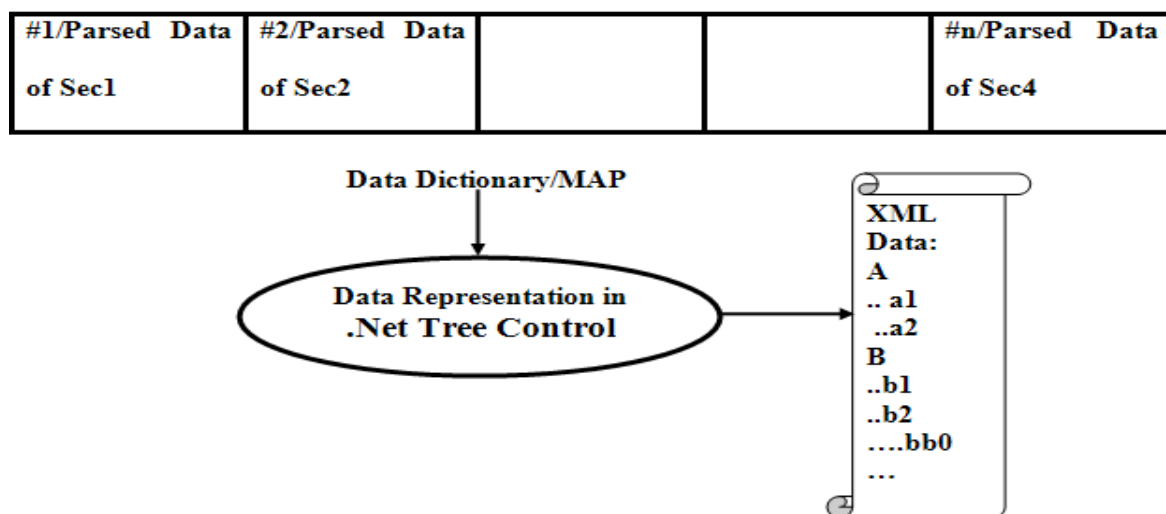 #1/Parsed Data
of Sec1
#2/Parsed Data
of Sec2
#n/Parsed Data
of Sec4
Data Dictionary/MAP
Data Representation in
.Net Tree Control
XML
Data:
A
.. a1
..a2
B
..b1
..b2
....bb0
...